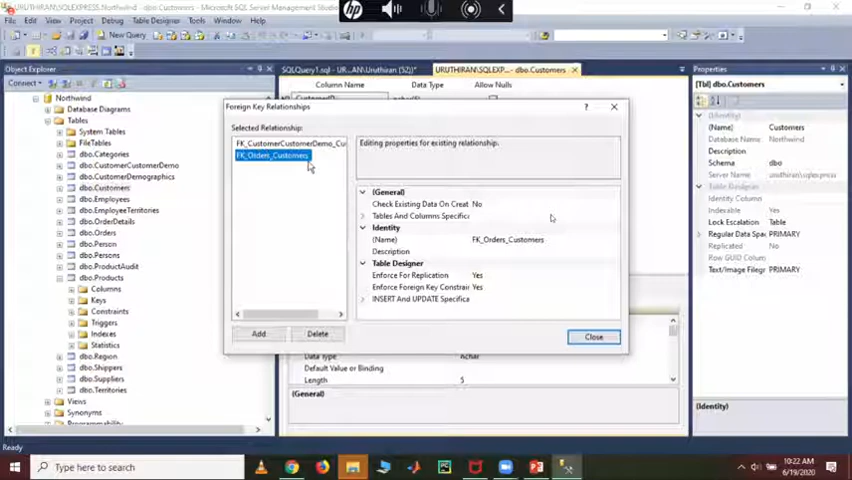 URUTHIRAN\SQLEXPRESS.Northwind
Microsoft SQL Server Management Studio
File Edit View Project Debug Table Designer Tools Window Help
New Query
Object Explorer
Connect
Northwind
Database Diagrams
Tables
System Tables
FileTables
dbo.Categories
dbo.CustomerCustomerDemo
dbo.CustomerDemographics
dbo.Customers
dbo.Employees
dbo.EmployeeTerritories
dbo.OrderDetails
dbo.Orders
dbo.Person
dbo.Persons
dbo.ProductAudit
dbo.Products
Columns
Keys
Constraints
Triggers
Indexes
Statistics
dbo.Region
dbo.Shippers
dbo.Suppliers
dbo.Territories
Views
Synonyms
SQLQuery1.sql - UR...AN\Uruthiran (52))*
URUTHIRAN\SQLEXP... - dbo.Customers
Column Name Data Type Allow Nulls
Foreign Key Relationships
? ×
Selected Relationship:
FK_CustomerCustomerDemo_Cu
FK_Orders_Customers
Editing properties for existing relationship.
(General)
Check Existing Data On Creat No
Tables And Columns Specific
Identity
(Name) FK_Orders_Customers
Description
Table Designer
Enforce For Replication Yes
Enforce Foreign Key Constrai Yes
INSERT And UPDATE Specifica
Add Delete
Close
Data Type nchar
Default Value or Binding
Length 5
(General)
Properties
[Tbl] dbo.Customers
(Identity)
(Name) Customers
Database Name Northwind
Description
Schema dbo
Server Name uruthiran\sqlexpress
Table Designer
Identity Column
Indexable Yes
Lock Escalation Table
Regular Data Spac PRIMARY
Replicated No
Row GUID Column
Text/Image Filegr PRIMARY
(Identity)
Ready
Type here to search
10:22 AM
6/19/2020